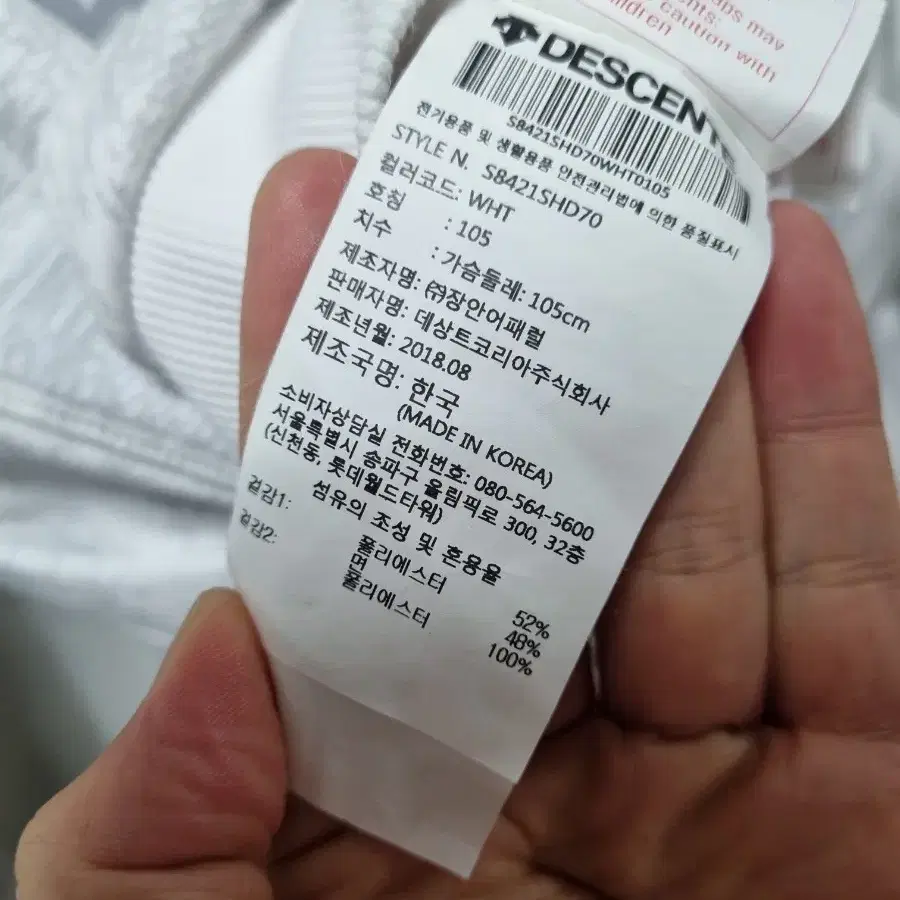 may
children
caution with
DESCENTE
S8421SHD70WHT0105
전기용품 및 생활용품 안전관리법에 의한 품질표시
STYLE N. S8421SHD70
컬러코드: WHT
호칭 : 105
치수 : 가슴둘레: 105cm
제조자명: ㈜장안어패럴
판매자명: 데상트코리아주식회사
제조년월: 2018.08
제조국명: 한국
(MADE IN KOREA)
소비자상담실 전화번호: 080-564-5600
서울특별시 송파구 올림픽로 300, 32층
(신천동, 롯데월드타워)
섬유의 조성 및 혼용율
겉감1: 폴리에스터 52%
면 48%
겉감2: 폴리에스터 100%